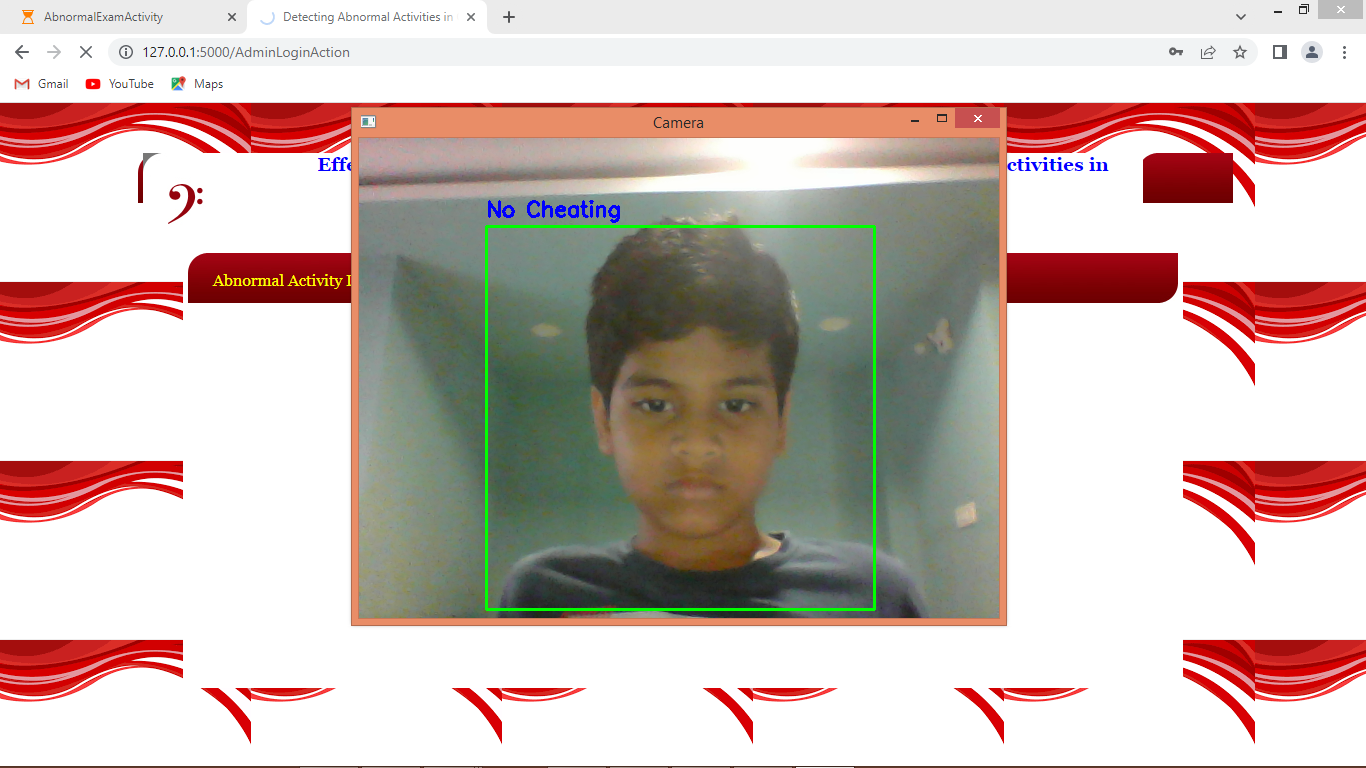 AbnormalExamActivity
Detecting Abnormal Activities in
127.0.0.1:5000/AdminLoginAction
Gmail YouTube Maps
Camera
ctivities in
No Cheating
Abnormal Activity